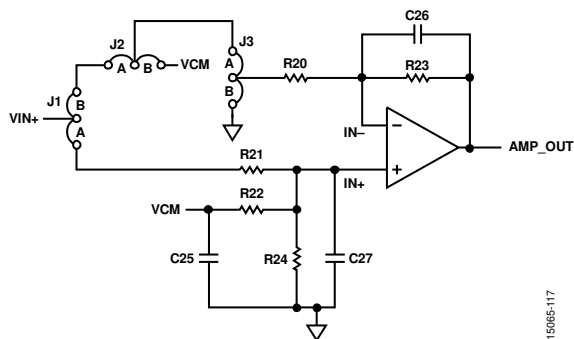 C26
J2
J3
A
B
VCM
A
R20
R23
J1
B
B
VIN+
A
IN–
–
AMP_OUT
R21
+
IN+
R22
VCM
C25
R24
C27
15065-117